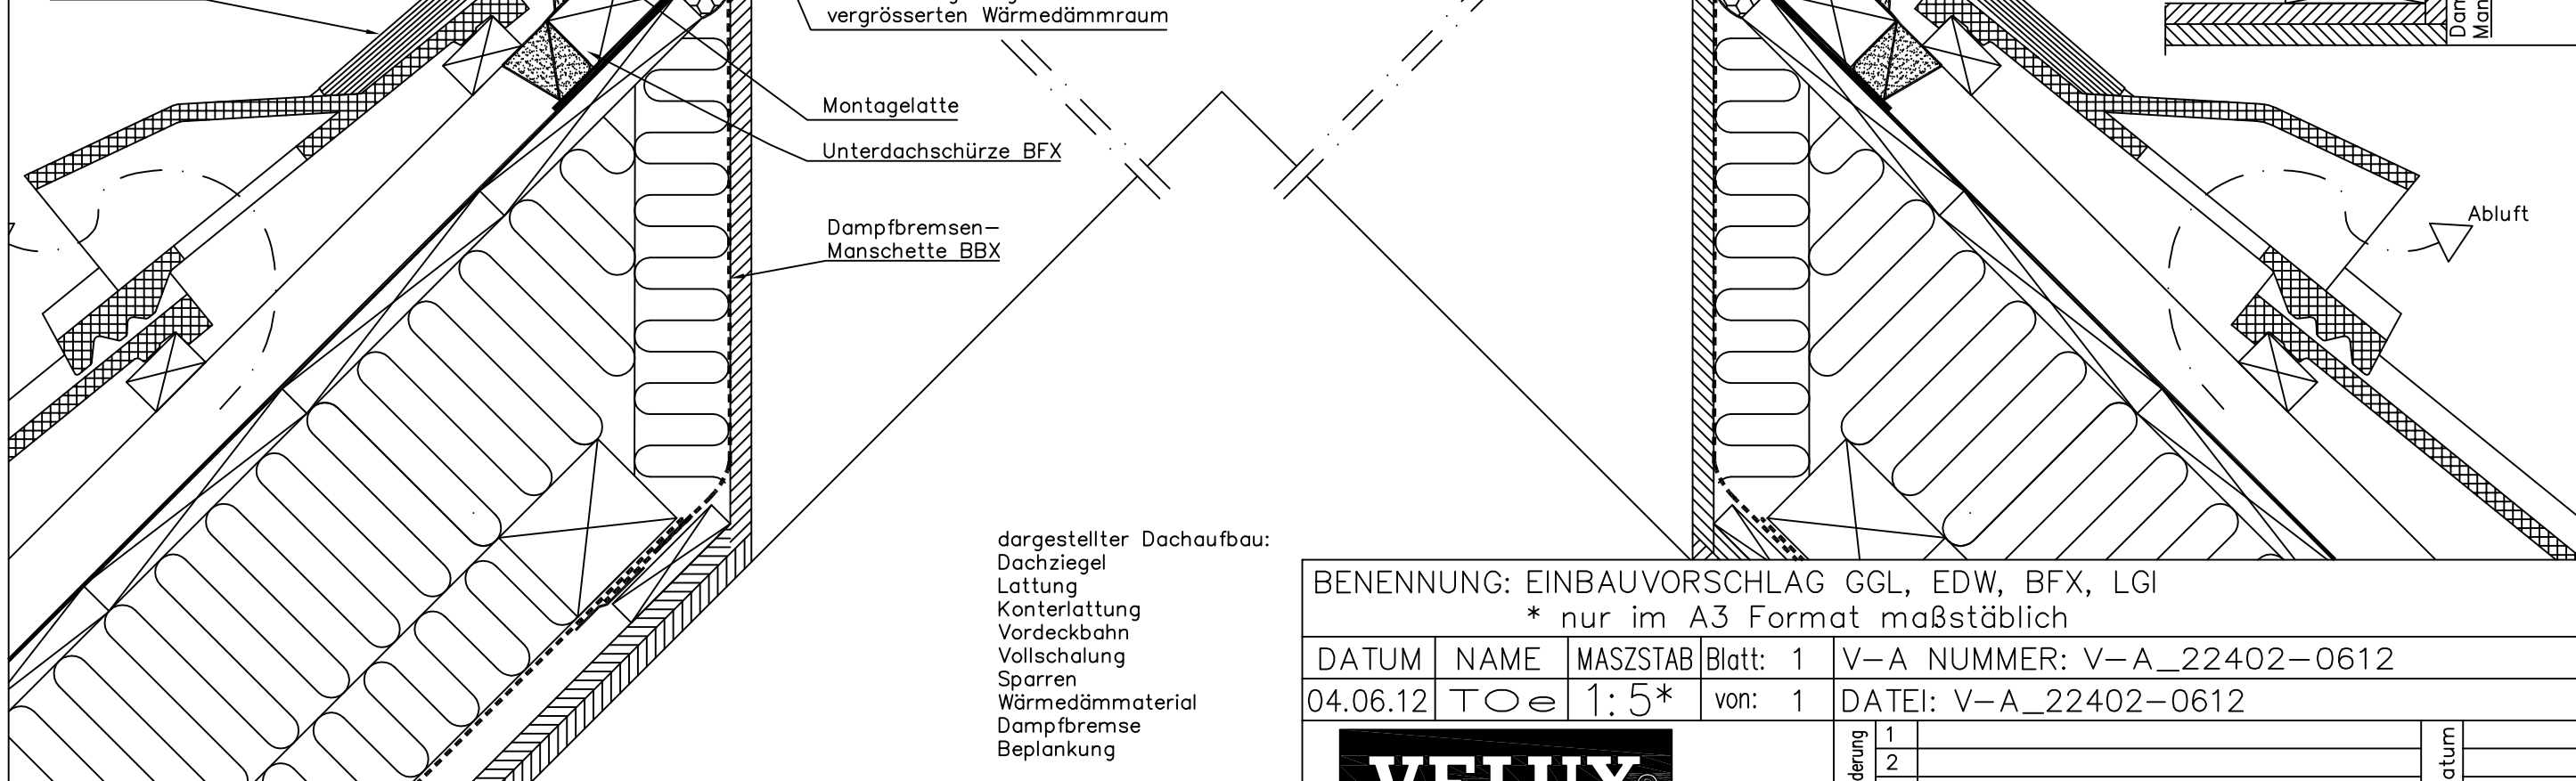 vergrösserten Wärmedämmraum
Montagelatte
Unterdachschürze BFX
Dampfbremsen-
Manschette BBX
Abluft
dargestellter Dachaufbau:
Dachziegel
Lattung
Konterlattung
Vordeckbahn
Vollschalung
Sparren
Wärmedämmaterial
Dampfbremse
Beplankung
BENENNUNG: EINBAUVORSCHLAG GGL, EDW, BFX, LGI
* nur im A3 Format maßstäblich
DATUM NAME MASZSTAB Blatt: 1 V-A NUMMER: V-A_22402-0612
04.06.12 TOe 1:5* von: 1 DATEI: V-A_22402-0612
VELUX
1
2